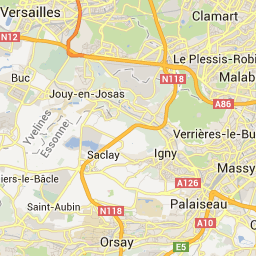 Versailles
Clamart
N12
Le Plessis-Robi
Buc
N118
Malab
Jouy-en-Josas
A86
Yvelines
Essonne
Verrières-le-Bu
Saclay
Igny
Massy
iers-le-Bâcle
A126
Saint-Aubin
Palaiseau
N118
A10
Orsay
E5